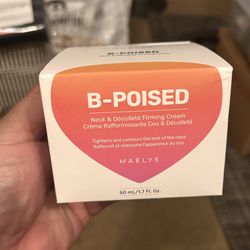 B-POISED
Neck & Décolleté Firming Cream
Crème Raffermissante Cou & Décolleté
Tightens and contours the look of the neck
Raffermit et redessine l'apparence du cou
MAËLYS
50 mL/1.7 Fl. Oz.